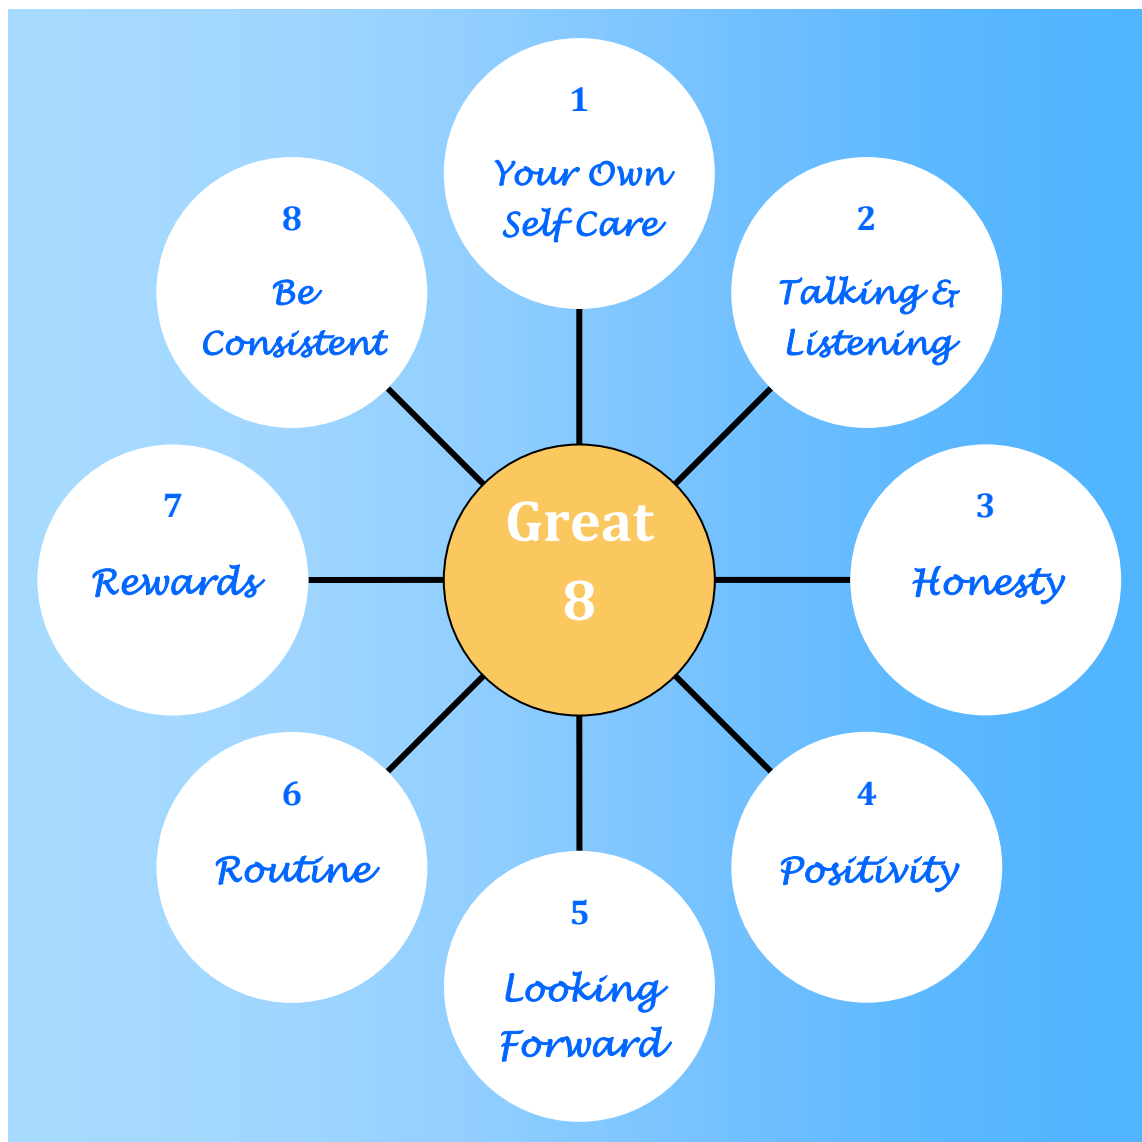 Great
8
1
Your Own
Self Care
2
Talking &
Listening
3
Honesty
4
Positivity
5
Looking
Forward
6
Routine
7
Rewards
8
Be
Consistent